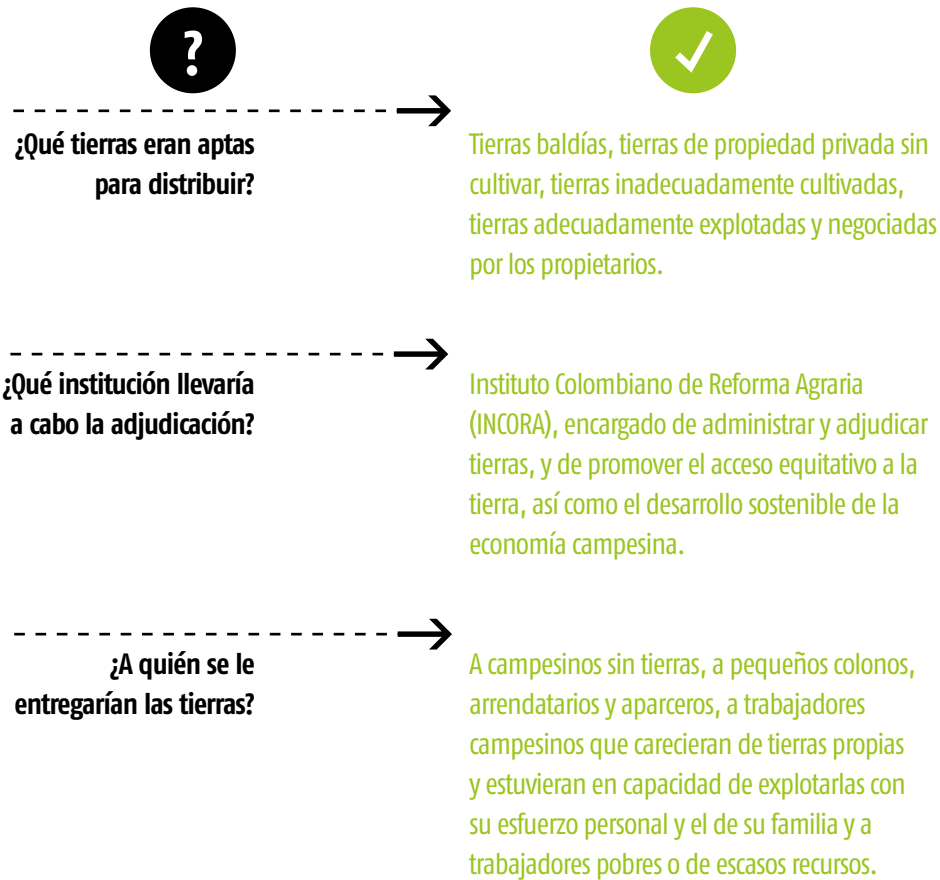 ?
¿Qué tierras eran aptas
para distribuir?
Tierras baldías, tierras de propiedad privada sin
cultivar, tierras inadecuadamente cultivadas,
tierras adecuadamente explotadas y negociadas
por los propietarios.
¿Qué institución llevaría
a cabo la adjudicación?
Instituto Colombiano de Reforma Agraria
(INCORA), encargado de administrar y adjudicar
tierras, y de promover el acceso equitativo a la
tierra, así como el desarrollo sostenible de la
economía campesina.
¿A quién se le
entregarían las tierras?
A campesinos sin tierras, a pequeños colonos,
arrendatarios y aparceros, a trabajadores
campesinos que carecieran de tierras propias
y estuvieran en capacidad de explotarlas con
su esfuerzo personal y el de su familia y a
trabajadores pobres o de escasos recursos.